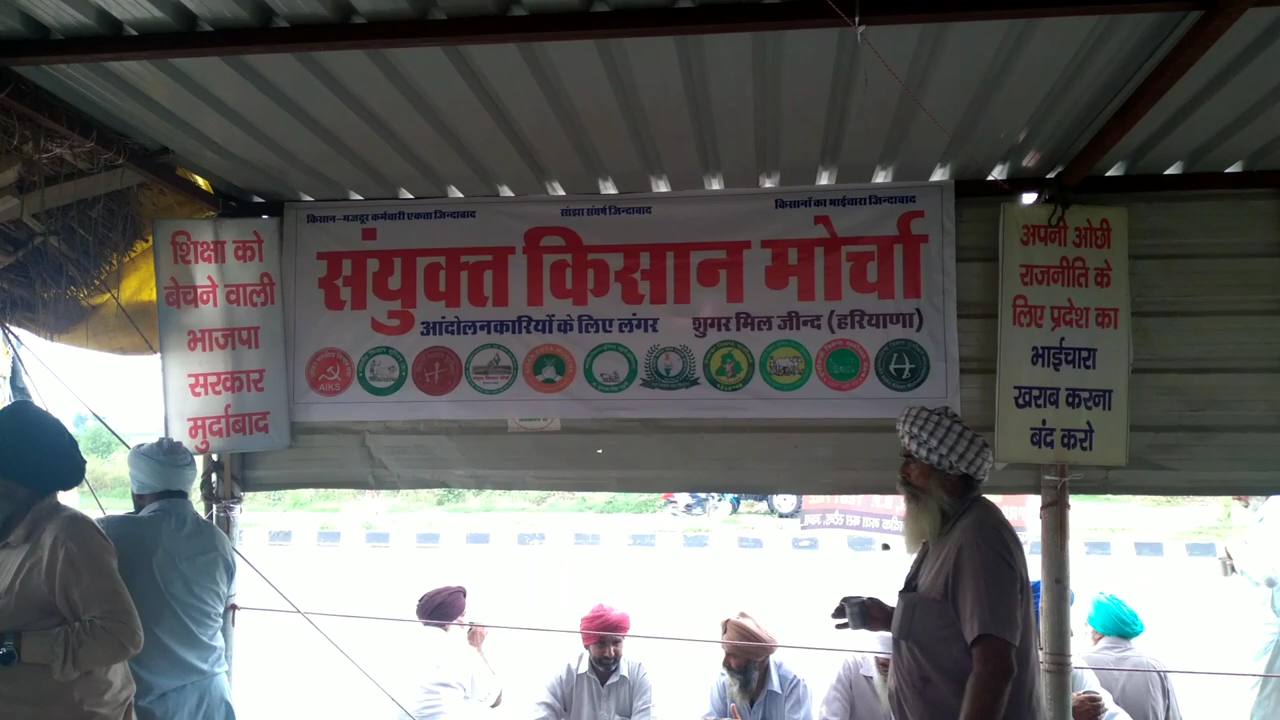 किसान-मजदूर कर्मचारी एकता जिन्दाबाद
सांझा संघर्ष जिन्दाबाद
किसानों का भाईचारा जिन्दाबाद
संयुक्त किसान मोर्चा
आंदोलनकारियों के लिए लंगर
शुगर मिल जीन्द (हरियाणा)
AIKS
शिक्षा को
बेचने वाली
भाजपा
सरकार
मुर्दाबाद
अपनी ओछी
राजनीति के
लिए प्रदेश का
भाईचारा
खराब करना
बंद करो